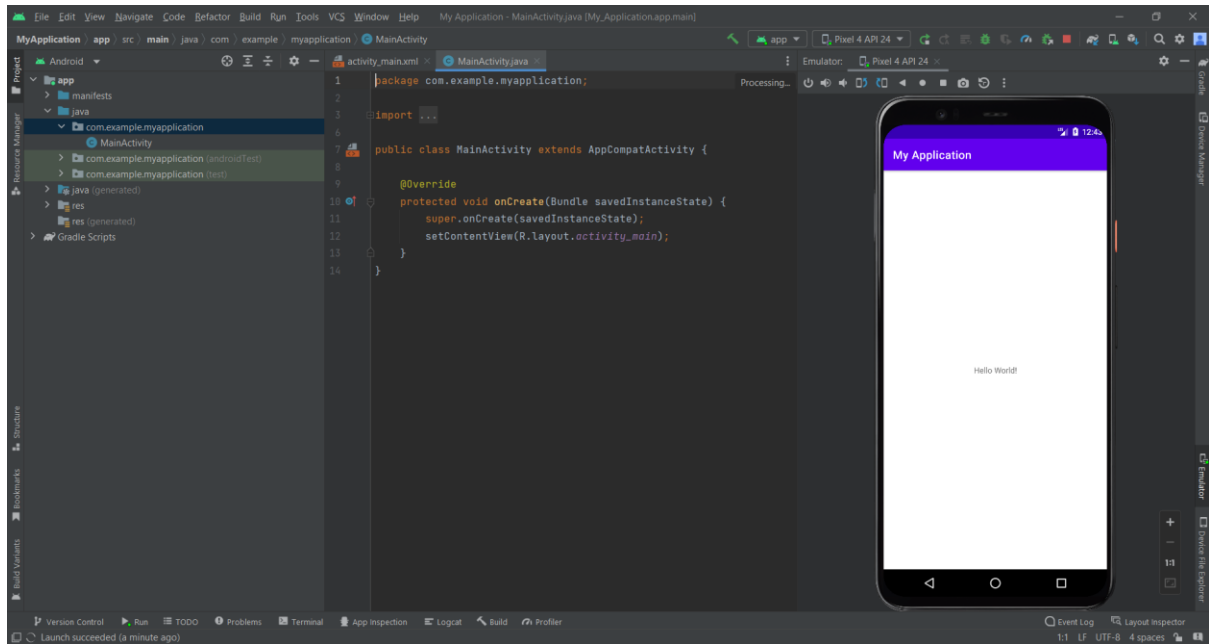 File Edit View Navigate Code Refactor Build Run Tools VCS Window Help My Application - MainActivity.java [My_Application.app.main]
MyApplication app src main java com example myapplication MainActivity app Pixel 4 API 24
Project
Resource Manager
Structure
Bookmarks
Build Variants
Android
app
manifests
java
com.example.myapplication
MainActivity
com.example.myapplication (androidTest)
com.example.myapplication (test)
java (generated)
res
res (generated)
Gradle Scripts
activity_main.xml MainActivity.java
1 package com.example.myapplication;
2
3 import ...
6
7 public class MainActivity extends AppCompatActivity {
8
9 @Override
10 protected void onCreate(Bundle savedInstanceState) {
11 super.onCreate(savedInstanceState);
12 setContentView(R.layout.activity_main);
13 }
14 }
Processing...
Emulator: Pixel 4 API 24
12:43
My Application
Hello World!
1:1
Gradle
Device Manager
Emulator
Device File Explorer
Version Control Run TODO Problems Terminal App Inspection Logcat Build Profiler Event Log Layout Inspector
Launch succeeded (a minute ago) 1:1 LF UTF-8 4 spaces